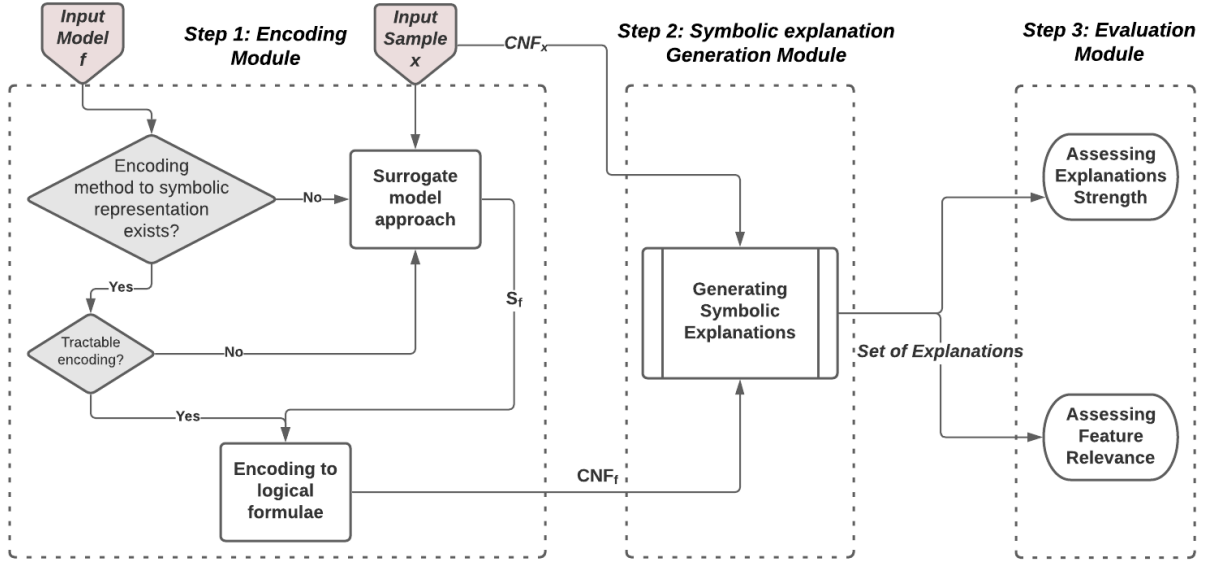 Input
Model
f
Step 1: Encoding
Module
Input
Sample
x
CNFₓ
Step 2: Symbolic explanation
Generation Module
Step 3: Evaluation
Module
Encoding
method to symbolic
representation
exists?
No
Surrogate
model
approach
Yes
Tractable
encoding?
No
S_f
Yes
Encoding to
logical
formulae
CNF_f
Generating
Symbolic
Explanations
Set of Explanations
Assessing
Explanations
Strength
Assessing
Feature
Relevance